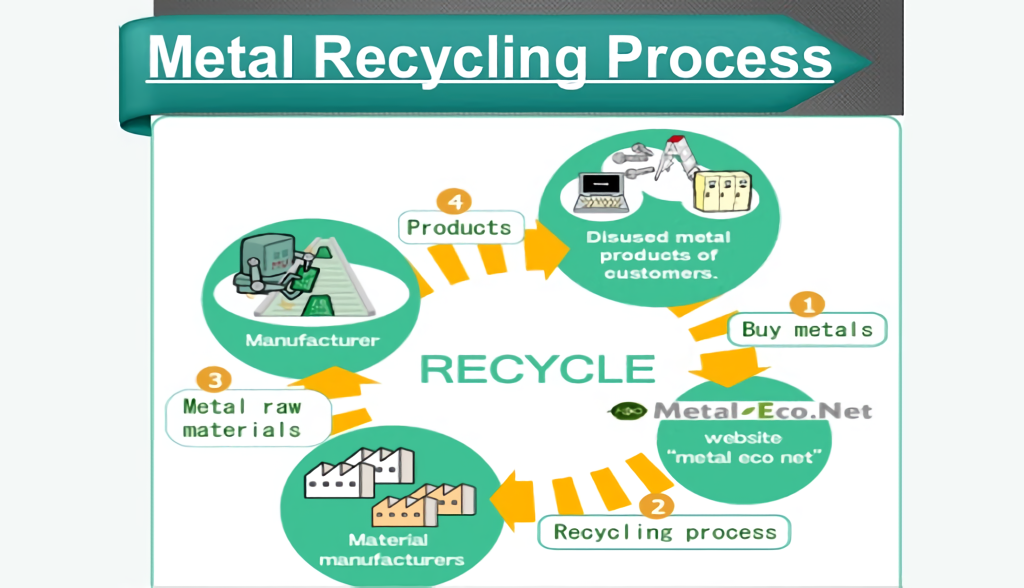 Metal Recycling Process
4
Products
Disused metal
products of
customers.
1
Buy metals
Manufacturer
RECYCLE
3
Metal raw
materials
Metal-Eco.Net
website
“metal eco net”
2
Recycling process
Material
manufacturers